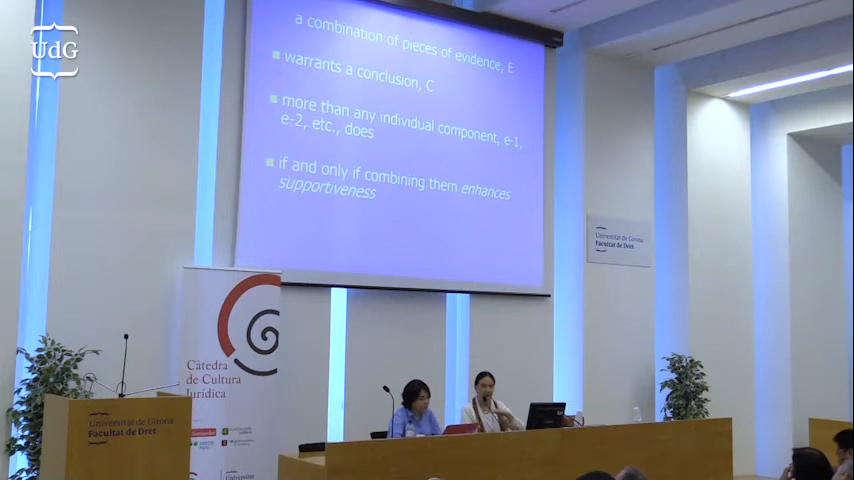 UdG
a combination of pieces of evidence, E
warrants a conclusion, C
more than any individual component, e-1,
e-2, etc., does
if and only if combining them enhances
supportiveness
Universitat de Girona
Facultat de Dret
Càtedra
de Cultura
Jurídica
Universitat de Girona
Facultat de Dret